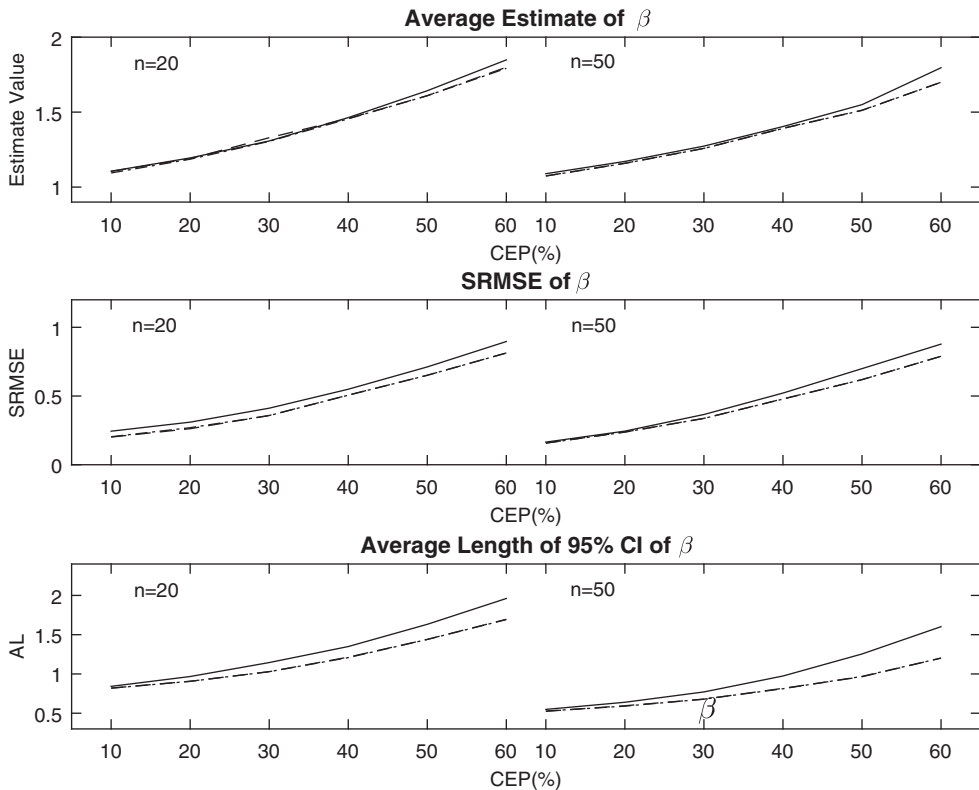 Average Estimate of β
Estimate Value
2
1.5
1
n=20
n=50
10 20 30 40 50 60 10 20 30 40 50 60
CEP(%)
SRMSE of β
SRMSE
1
0.5
0
n=20
n=50
10 20 30 40 50 60 10 20 30 40 50 60
CEP(%)
Average Length of 95% CI of β
AL
2
1.5
1
0.5
n=20
n=50
β
10 20 30 40 50 60 10 20 30 40 50 60
CEP(%)